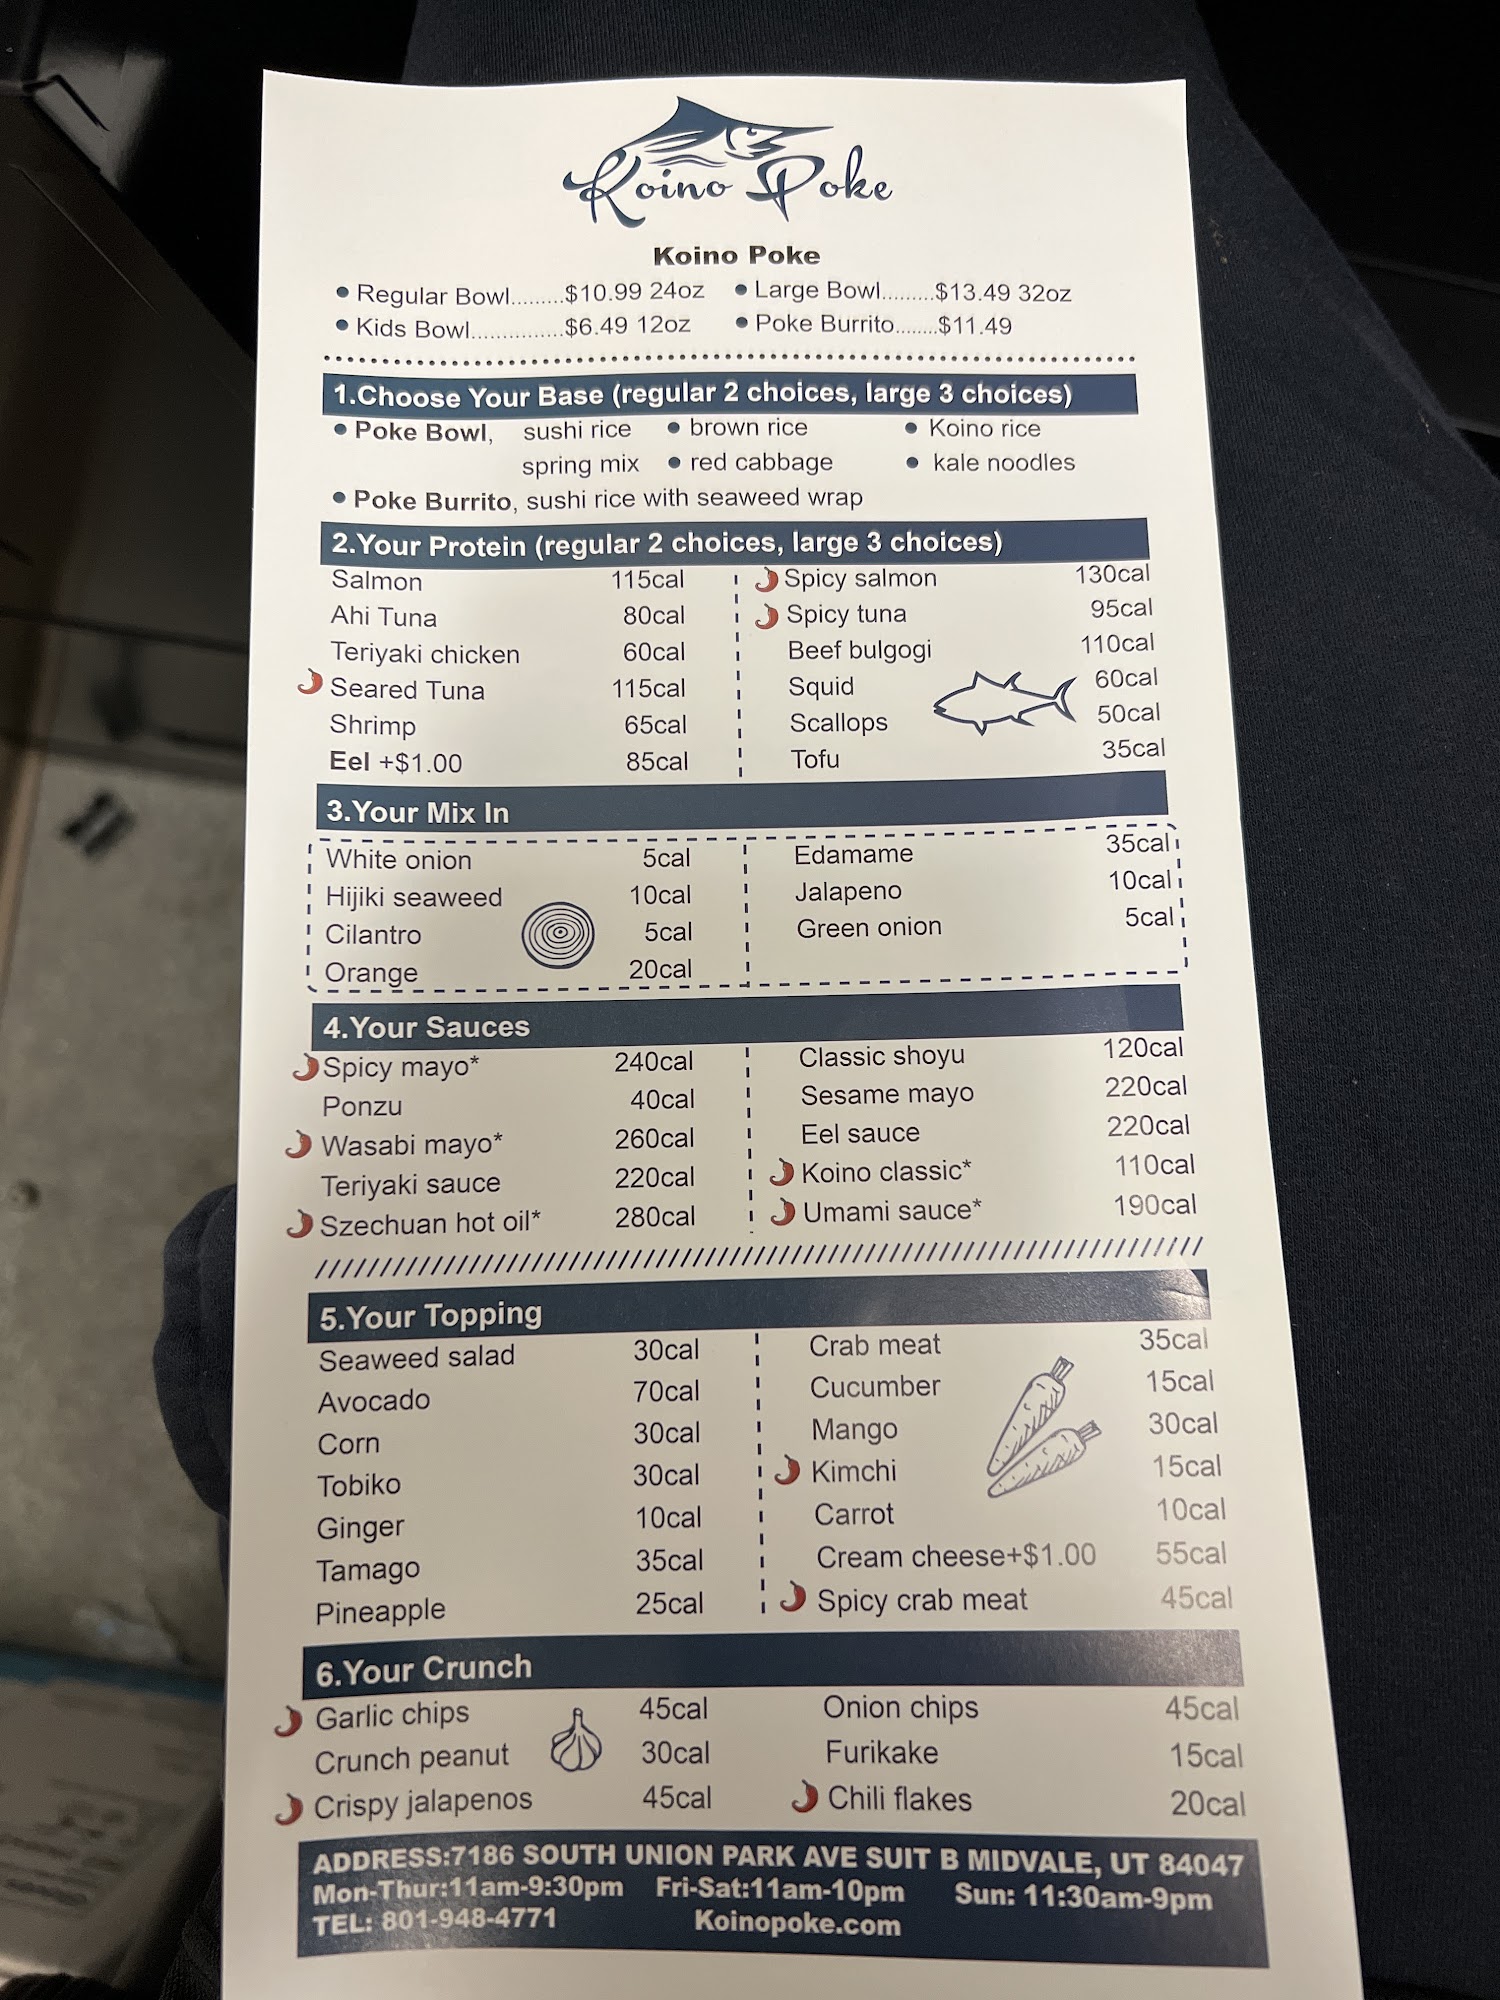 Koino Poke
Koino Poke
• Regular Bowl.........$10.99 24oz • Large Bowl.........$13.49 32oz
• Kids Bowl...............$6.49 12oz • Poke Burrito.......$11.49
1.Choose Your Base (regular 2 choices, large 3 choices)
• Poke Bowl, sushi rice • brown rice • Koino rice
spring mix • red cabbage • kale noodles
• Poke Burrito, sushi rice with seaweed wrap
2.Your Protein (regular 2 choices, large 3 choices)
Salmon 115cal Spicy salmon 130cal
Ahi Tuna 80cal Spicy tuna 95cal
Teriyaki chicken 60cal Beef bulgogi 110cal
Seared Tuna 115cal Squid 60cal
Shrimp 65cal Scallops 50cal
Eel +$1.00 85cal Tofu 35cal
3.Your Mix In
White onion 5cal Edamame 35cal
Hijiki seaweed 10cal Jalapeno 10cal
Cilantro 5cal Green onion 5cal
Orange 20cal
4.Your Sauces
Spicy mayo* 240cal Classic shoyu 120cal
Ponzu 40cal Sesame mayo 220cal
Wasabi mayo* 260cal Eel sauce 220cal
Teriyaki sauce 220cal Koino classic* 110cal
Szechuan hot oil* 280cal Umami sauce* 190cal
5.Your Topping
Seaweed salad 30cal Crab meat 35cal
Avocado 70cal Cucumber 15cal
Corn 30cal Mango 30cal
Tobiko 30cal Kimchi 15cal
Ginger 10cal Carrot 10cal
Tamago 35cal Cream cheese+$1.00 55cal
Pineapple 25cal Spicy crab meat 45cal
6.Your Crunch
Garlic chips 45cal Onion chips 45cal
Crunch peanut 30cal Furikake 15cal
Crispy jalapenos 45cal Chili flakes 20cal
ADDRESS:7186 SOUTH UNION PARK AVE SUIT B MIDVALE, UT 84047
Mon-Thur:11am-9:30pm Fri-Sat:11am-10pm Sun: 11:30am-9pm
TEL: 801-948-4771 Koinopoke.com